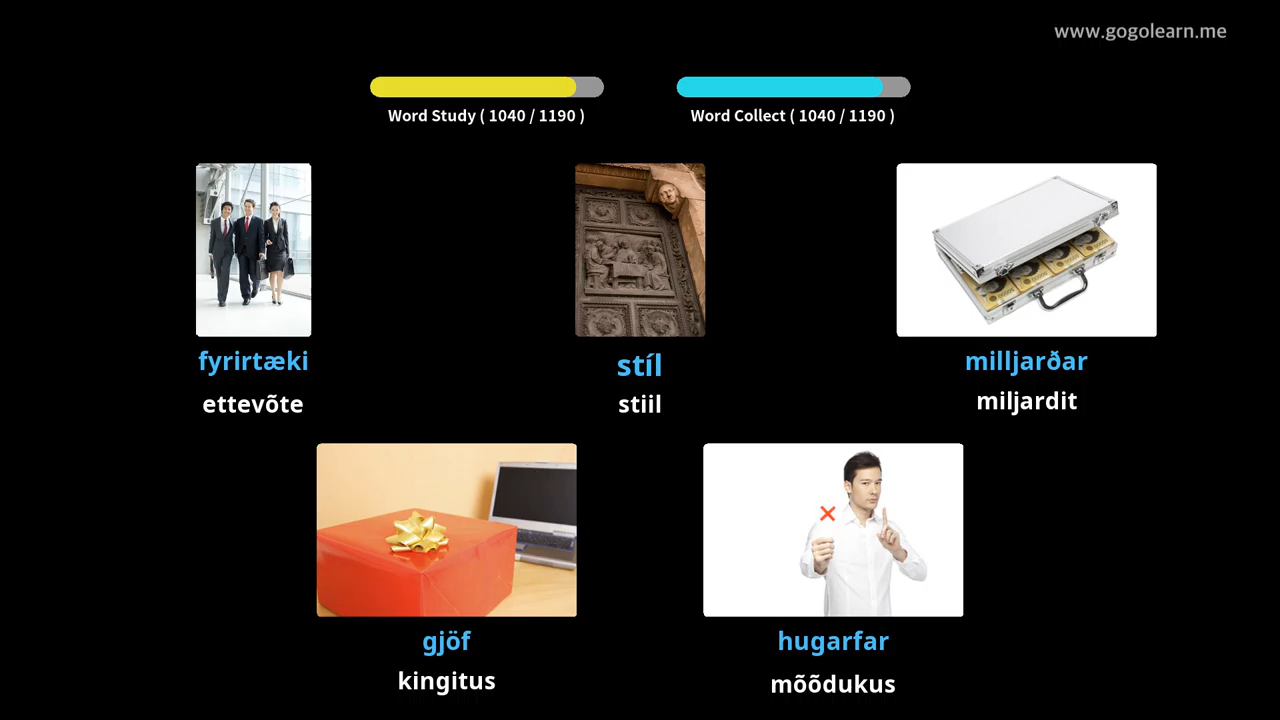 www.gogolearn.me
Word Study ( 1040 / 1190 )
Word Collect ( 1040 / 1190 )
fyrirtæki
ettevõte
stíl
stiil
milljarðar
miljardit
gjöf
kingitus
hugarfar
mõõdukus